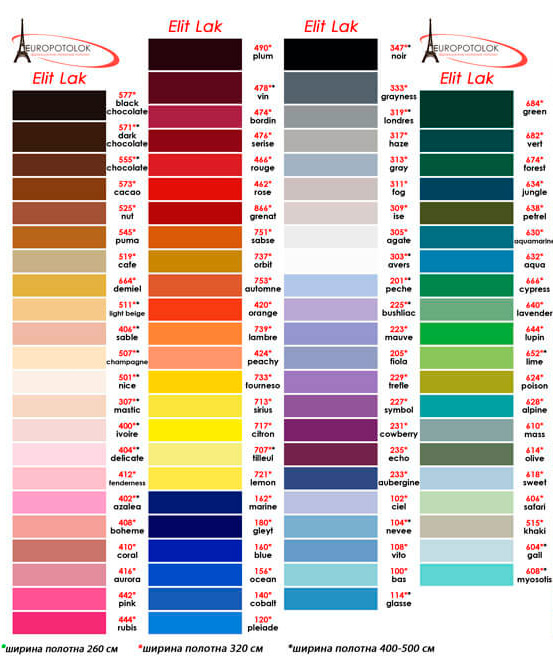 EUROPOTOLOK
Elit Lak
577*
black
chocolate
571**
dark
chocolate
555**
chocolate
573*
cacao
525*
nut
545*
puma
519*
cafe
664*
demiel
511**
light beige
406**
sable
507**
champagne
501**
nice
307**
mastic
400**
ivoire
404**
delicate
412*
fenderness
402**
azalea
408*
boheme
410*
coral
416*
aurora
442*
pink
444*
rubis
Elit Lak
490*
plum
478**
vin
474*
bordin
476*
serise
466*
rouge
462*
rose
866*
grenat
751*
sabse
737*
orbit
753*
automne
420*
orange
739*
lambre
424*
peachy
733*
fourneso
713*
sirius
717*
citron
707**
tilleul
721*
lemon
162*
marine
180*
gleyt
160*
blue
156*
ocean
140*
cobalt
120*
pleiade
Elit Lak
347**
noir
333*
grayness
319**
londres
317*
haze
313*
gray
311*
fog
309*
ise
305*
agate
303**
avers
201**
peche
225**
bushliac
223*
mauve
205*
fiola
229*
trefle
227*
symbol
231*
cowberry
235*
echo
233*
aubergine
102*
ciel
104**
nevee
108*
vito
100*
bas
114**
glasse
EUROPOTOLOK
Elit Lak
684*
green
682*
vert
674*
forest
634*
jungle
638*
petrel
630*
aquamarine
632*
aqua
666*
cypress
640*
lavender
644*
lupin
652**
lime
624*
poison
628*
alpine
610*
mass
614*
olive
618*
sweet
606*
safari
515*
khaki
604**
gall
608**
myosotis
*ширина полотна 260 см *ширина полотна 320 см *ширина полотна 400-500 см